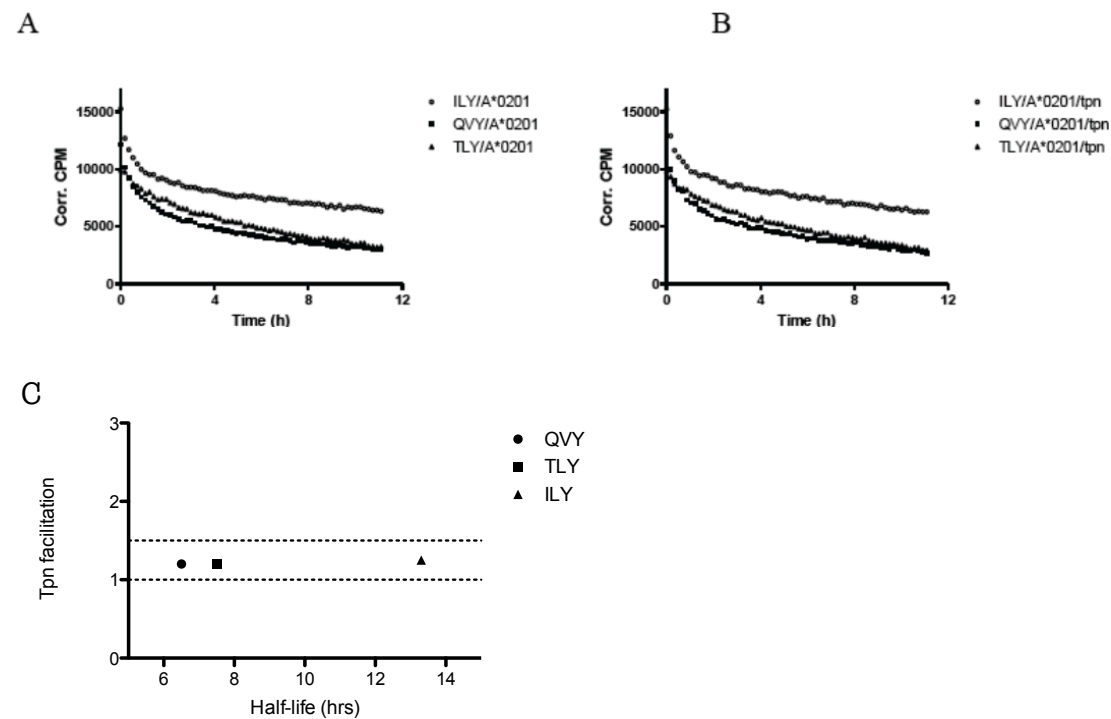 A
15000
10000
5000
0
Corr. CPM
0 4 8 12
Time (h)
ILY/A*0201
QVY/A*0201
TLY/A*0201
B
15000
10000
5000
0
Corr. CPM
0 4 8 12
Time (h)
ILY/A*0201/tpn
QVY/A*0201/tpn
TLY/A*0201/tpn
C
3
2
1
0
Tpn facilitation
6 8 10 12 14
Half-life (hrs)
QVY
TLY
ILY